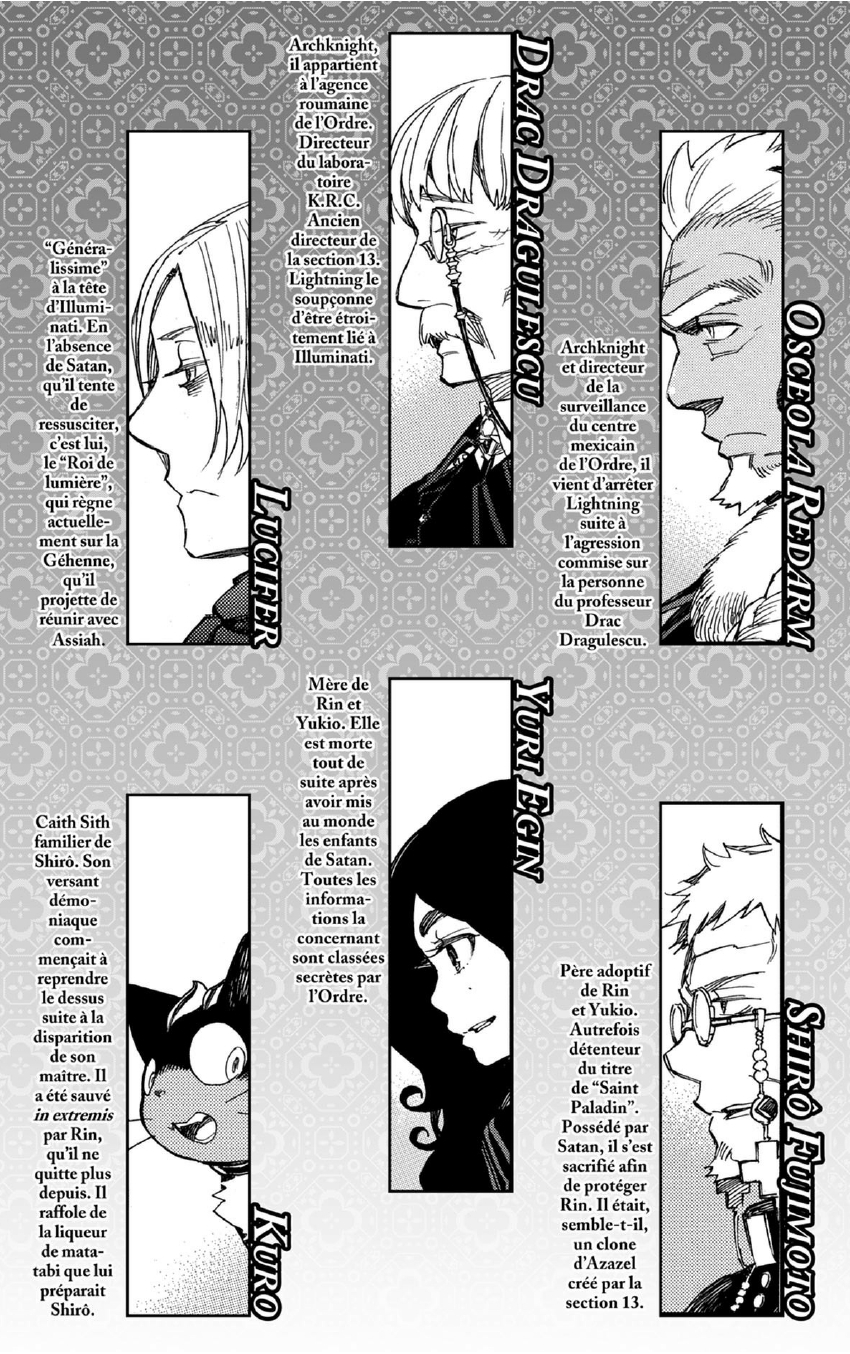 DRAC DRAGULESCU
Archknight,
il appartient
à l'agence
roumaine
de l'Ordre.
Directeur
du labora-
toire
K.R.C.
Ancien
directeur de
la section 13.
Lightning le
soupçonne
d'être étroi-
tement lié à
Illuminati.
OSCEOLA REDARM
Archknight
et directeur
de la
surveillance
du centre
mexicain
de l'Ordre, il
vient d'arrêter
Lightning
suite à
l'agression
commise sur
la personne
du professeur
Drac
Dragulescu.
LUCIFER
"Généra-
lissime"
à la tête
d'Illumi-
nati. En
l'absence
de Satan,
qu'il tente
de
ressusciter,
c'est lui,
le "Roi de
lumière",
qui règne
actuelle-
ment sur la
Géhenne,
qu'il
projette de
réunir avec
Assiah.
YURI EGIN
Mère de
Rin et
Yukio. Elle
est morte
tout de
suite après
avoir mis
au monde
les enfants
de Satan.
Toutes les
informa-
tions la
concernant
sont classées
secrètes par
l'Ordre.
SHIRÔ FUJIMOTO
Père adoptif
de Rin
et Yukio.
Autrefois
détenteur
du titre
de "Saint
Paladin".
Possédé par
Satan, il s'est
sacrifié afin
de protéger
Rin. Il était,
semble-t-il,
un clone
d'Azazel
créé par la
section 13.
KURO
Caith Sith
familier de
Shirô. Son
versant
démo-
niaque
com-
mençait à
reprendre
le dessus
suite à la
disparition
de son
maître. Il
a été sauvé
in extremis
par Rin,
qu'il ne
quitte plus
depuis. Il
raffole de
la liqueur
de mata-
tabi que lui
préparait
Shirô.